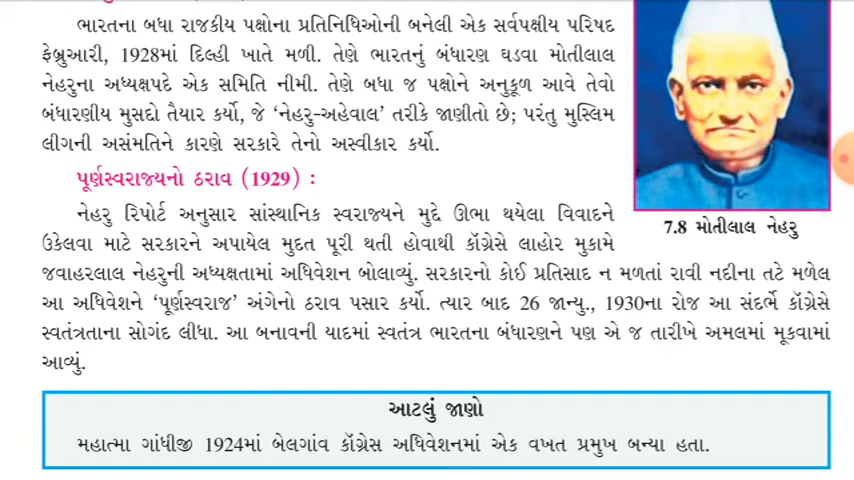 ભારતના બધા રાજકીય પક્ષોના પ્રતિનિધિઓની બનેલી એક સર્વપક્ષીય પરિષદ
ફેબ્રુઆરી, 1928માં દિલ્હી ખાતે મળી. તેણે ભારતનું બંધારણ ઘડવા મોતીલાલ
નેહરુના અધ્યક્ષપદે એક સમિતિ નીમી. તેણે બધા જ પક્ષોને અનુકૂળ આવે તેવો
બંધારણીય મુસદ્દો તૈયાર કર્યો, જે ‘નેહરુ-અહેવાલ’ તરીકે જાણીતો છે; પરંતુ મુસ્લિમ
લીગની અસંમતિને કારણે સરકારે તેનો અસ્વીકાર કર્યો.
પૂર્ણસ્વરાજ્યનો ઠરાવ (1929) :
નેહરુ રિપોર્ટ અનુસાર સાંસ્થાનિક સ્વરાજ્યને મુદ્દે ઊભા થયેલા વિવાદને
ઉકેલવા માટે સરકારને અપાયેલ મુદત પૂરી થતી હોવાથી કૉંગ્રેસે લાહોર મુકામે
જવાહરલાલ નેહરુની અધ્યક્ષતામાં અધિવેશન બોલાવ્યું. સરકારનો કોઈ પ્રતિસાદ ન મળતાં રાવી નદીના તટે મળેલ
આ અધિવેશને ‘પૂર્ણસ્વરાજ’ અંગેનો ઠરાવ પસાર કર્યો. ત્યાર બાદ 26 જાન્યુ., 1930ના રોજ આ સંદર્ભે કૉંગ્રેસે
સ્વતંત્રતાના સોગંદ લીધા. આ બનાવની યાદમાં સ્વતંત્ર ભારતના બંધારણને પણ એ જ તારીખે અમલમાં મૂકવામાં
આવ્યું.
7.8 મોતીલાલ નેહરુ
આટલું જાણો
મહાત્મા ગાંધીજી 1924માં બેલગાંવ કૉંગ્રેસ અધિવેશનમાં એક વખત પ્રમુખ બન્યા હતા.